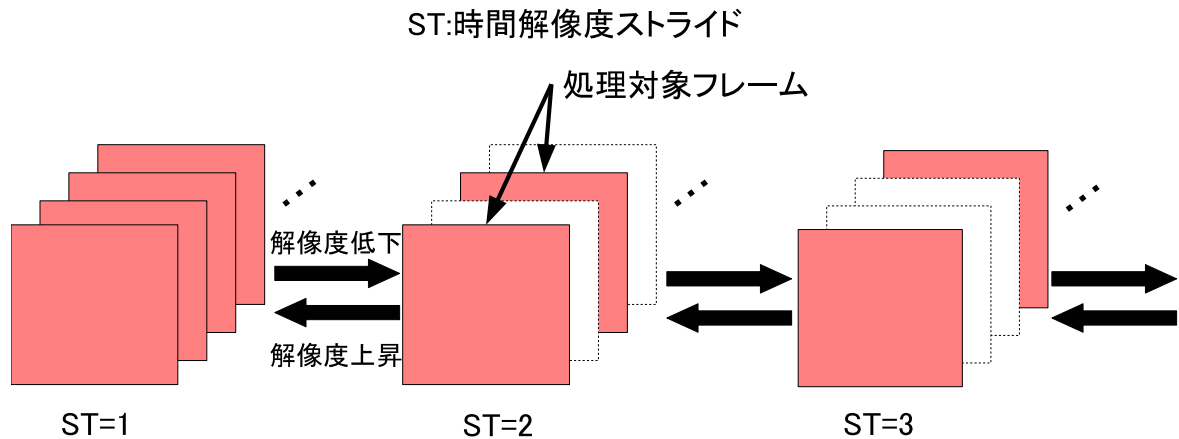 ST:時間解像度ストライド
処理対象フレーム
解像度低下
解像度上昇
ST=1
ST=2
ST=3